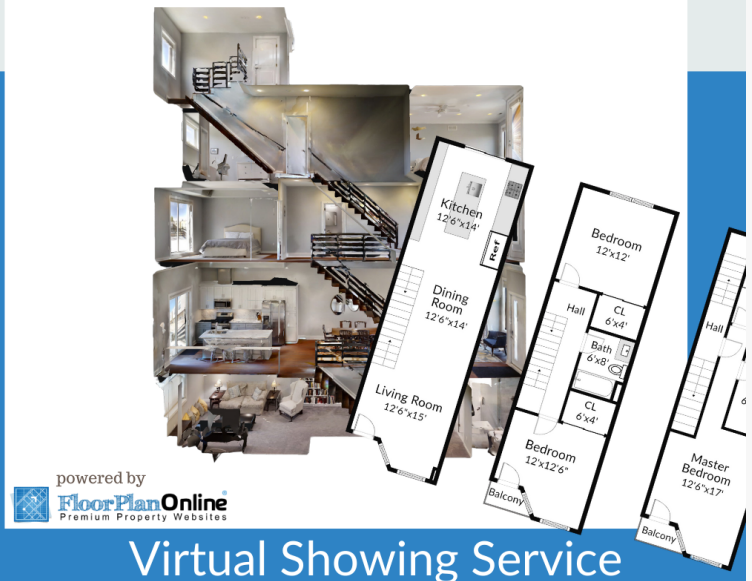 Kitchen
12'6"x14'
Ref
Dining
Room
12'6"x14'
Living Room
12'6"x15'
Bedroom
12'x12'
Hall
CL
6'x4'
Bath
6'x8'
CL
6'x4'
Bedroom
12'x12'6"
Balcony
Hall
6
Master
Bedroom
12'6"x17'
Balcony
powered by
FloorPlanOnline
Premium Property Websites
Virtual Showing Service